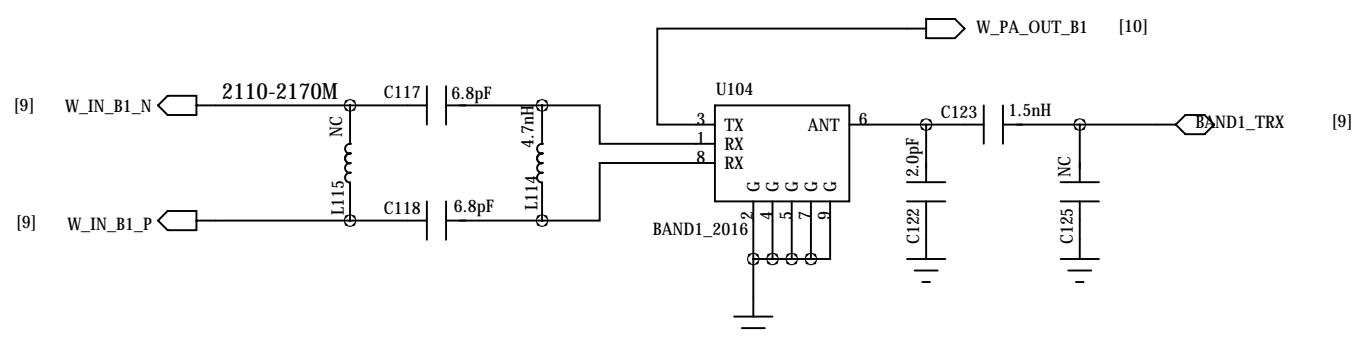 W_PA_OUT_B1 [10]
[9] W_IN_B1_N
2110-2170M
C117 6.8pF
NC
L115
4.7nH
L114
U104
3 TX
1 RX
8 RX
ANT 6
G G G G G
2 4 5 7 9
BAND1_2016
C123 1.5nH
BAND1_TRX [9]
2.0pF
C122
NC
C125
[9] W_IN_B1_P
C118 6.8pF